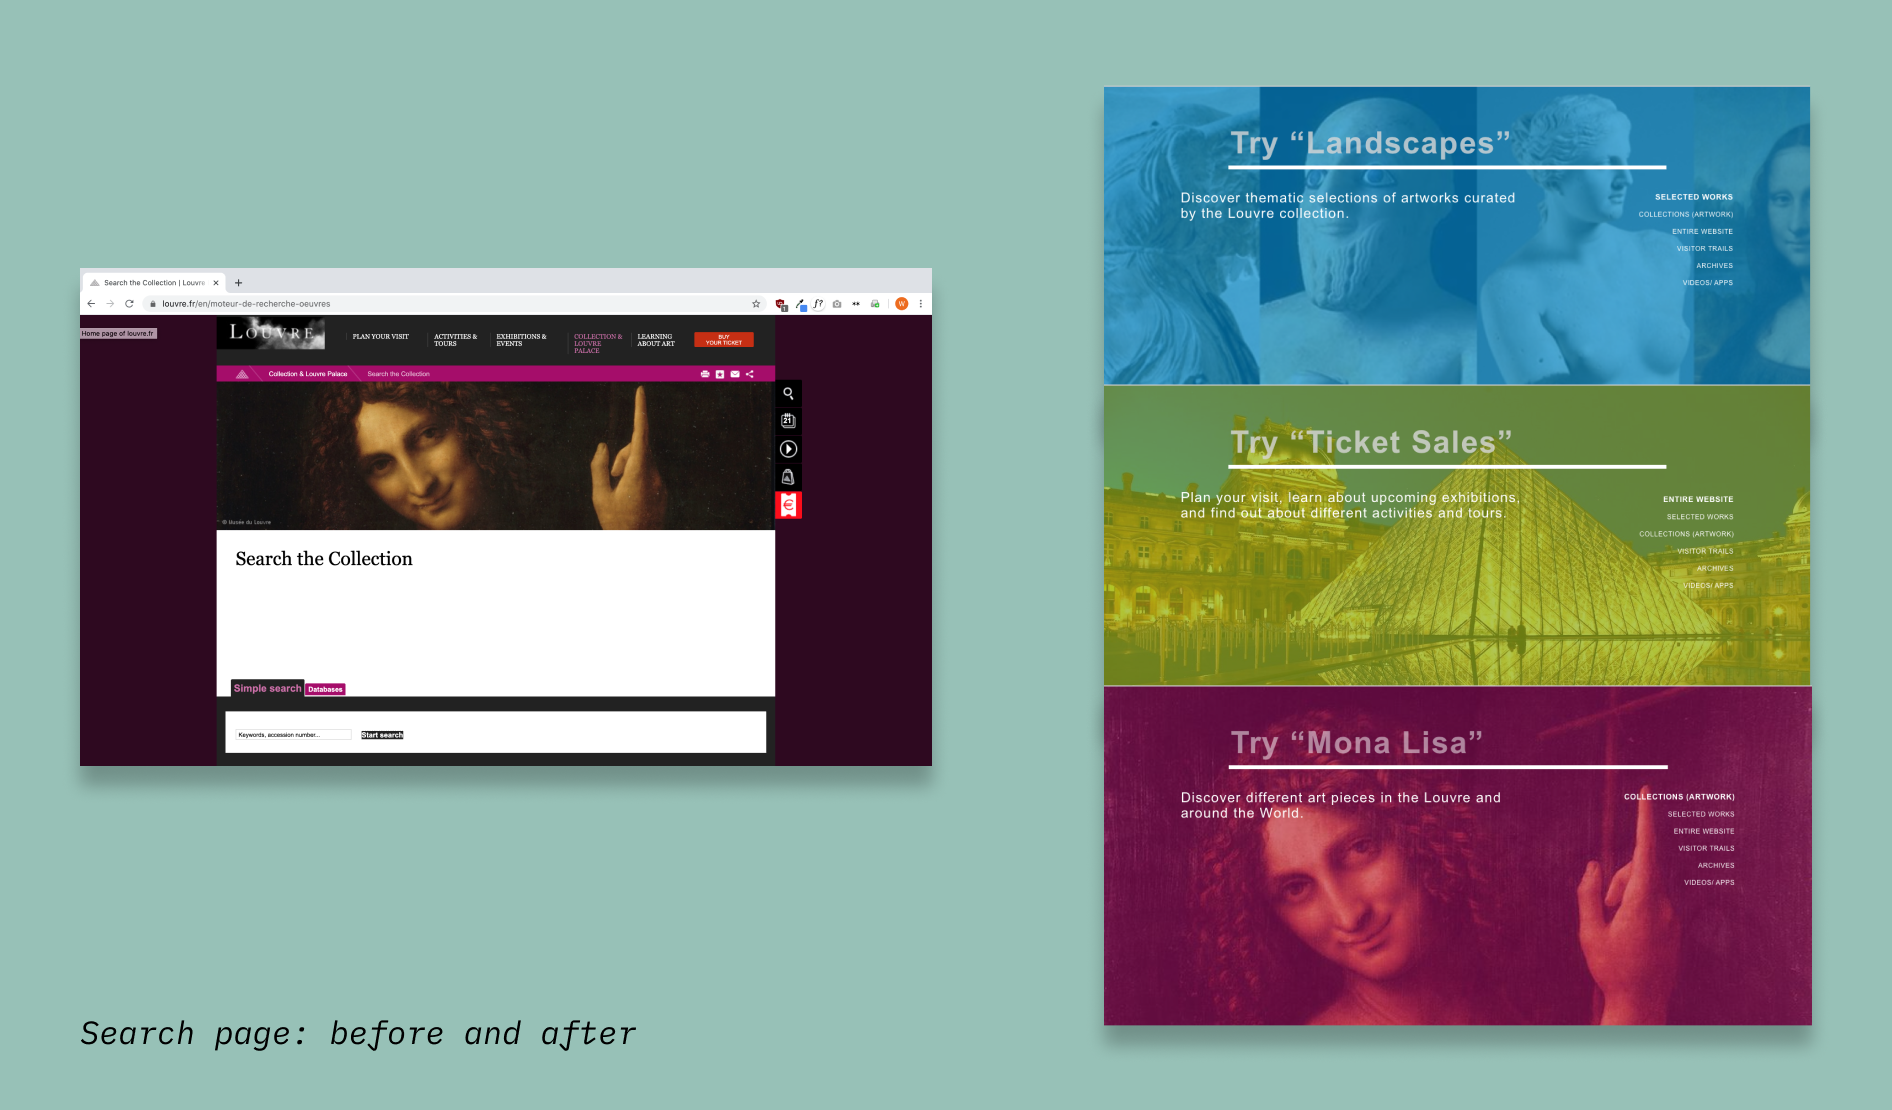 Search the Collection | Louvre
louvre.fr/en/moteur-de-recherche-oeuvres
f?
W
Home page of louvre.fr
LOUVRE
PLAN YOUR VISIT
ACTIVITIES &
TOURS
EXHIBITIONS &
EVENTS
COLLECTION &
LOUVRE
PALACE
LEARNING
ABOUT ART
BUY
YOUR TICKET
Collection & Louvre Palace
Search the Collection
21
€
© Musée du Louvre
Search the Collection
Simple search
Databases
Keywords, accession number...
Start search
Search page: before and after
Try “Landscapes”
Discover thematic selections of artworks curated
by the Louvre collection.
SELECTED WORKS
COLLECTIONS (ARTWORK)
ENTIRE WEBSITE
VISITOR TRAILS
ARCHIVES
VIDEOS/ APPS
Try “Ticket Sales”
Plan your visit, learn about upcoming exhibitions,
and find out about different activities and tours.
ENTIRE WEBSITE
SELECTED WORKS
COLLECTIONS (ARTWORK)
VISITOR TRAILS
ARCHIVES
VIDEOS/ APPS
Try “Mona Lisa”
Discover different art pieces in the Louvre and
around the World.
COLLECTIONS (ARTWORK)
SELECTED WORKS
ENTIRE WEBSITE
VISITOR TRAILS
ARCHIVES
VIDEOS/ APPS